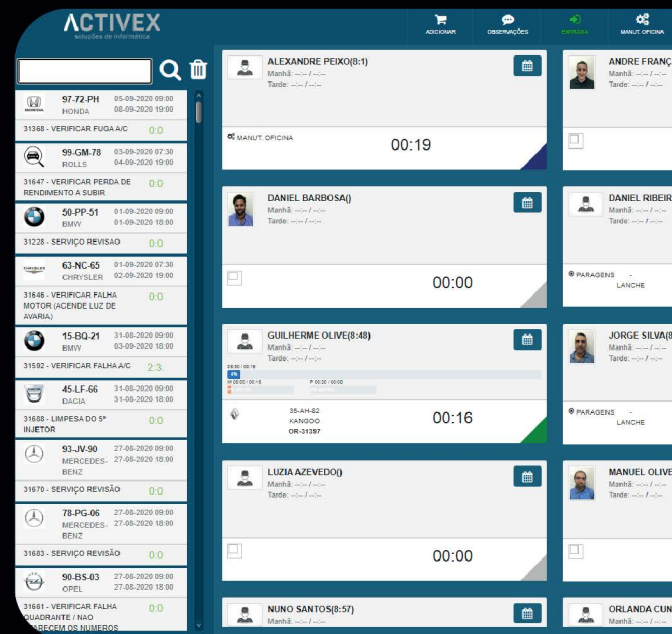 ACTIVEX
soluções de informática
ADICIONAR
OBSERVAÇÕES
ENTRADA
MANUT. OFICINA
97-72-PH 05-09-2020 09:00
HONDA 08-09-2020 19:00
31368 - VERIFICAR FUGA A/C 0:0
99-GM-78 03-09-2020 07:30
ROLLS 04-09-2020 19:00
31647 - VERIFICAR PERDA DE 0:0
RENDIMENTO A SUBIR
50-PP-51 01-09-2020 09:00
BMW 01-09-2020 18:00
31228 - SERVIÇO REVISAO 0:0
CHRYSLER
63-NC-65 01-09-2020 07:30
CHRYSLER 02-09-2020 19:00
31646 - VERIFICAR FALHA 0:0
MOTOR (ACENDE LUZ DE
AVARIA)
15-BQ-21 31-08-2020 09:00
BMW 03-09-2020 18:00
31592 - VERIFICAR FALHA A/C 2:3.
45-LF-66 31-08-2020 09:00
DACIA 31-08-2020 18:00
31688 - LIMPESA DO 5º 0:0
INJETOR
93-JV-90 27-08-2020 09:00
MERCEDES- 27-08-2020 18:00
BENZ
31670 - SERVIÇO REVISÃO 0:0
78-PG-06 27-08-2020 09:00
MERCEDES- 27-08-2020 18:00
BENZ
31683 - SERVIÇO REVISÃO 0:0
90-BS-03 27-08-2020 09:00
OPEL 27-08-2020 18:00
31661 - VERIFICAR FALHA 0:0
QUADRANTE / NAO
APARECEM OS NUMEROS
ALEXANDRE PEIXO(8:1)
Manhã: --:-- / --:--
Tarde: --:-- / --:--
MANUT. OFICINA
00:19
ANDRE FRANÇ
Manhã: --:-- / --:--
Tarde: --:-- / --:--
DANIEL BARBOSA()
Manhã: --:-- / --:--
Tarde: --:-- / --:--
00:00
DANIEL RIBEIR
Manhã: --:-- / --:--
Tarde: --:-- / --:--
PARAGENS -
LANCHE
GUILHERME OLIVE(8:48)
Manhã: --:-- / --:--
Tarde: --:-- / --:--
4%
35-AH-82
KANGOO
OR-31397
00:16
JORGE SILVA(8
Manhã: --:-- / --:--
Tarde: --:-- / --:--
PARAGENS -
LANCHE
LUZIA AZEVEDO()
Manhã: --:-- / --:--
Tarde: --:-- / --:--
00:00
MANUEL OLIVE
Manhã: --:-- / --:--
Tarde: --:-- / --:--
NUNO SANTOS(8:57)
Manhã: --:-- / --:--
ORLANDA CUN
Manhã: --:-- / --:--